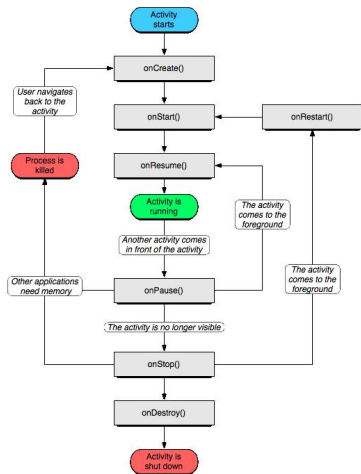 Activity
starts
onCreate()
User navigates
back to the
activity
onStart()
onRestart()
Process is
killed
onResume()
Activity is
running
Another activity comes
in front of the activity
The activity
comes to the
foreground
The activity
comes to the
foreground
Other applications
need memory
onPause()
The activity is no longer visible
onStop()
onDestroy()
Activity is
shut down